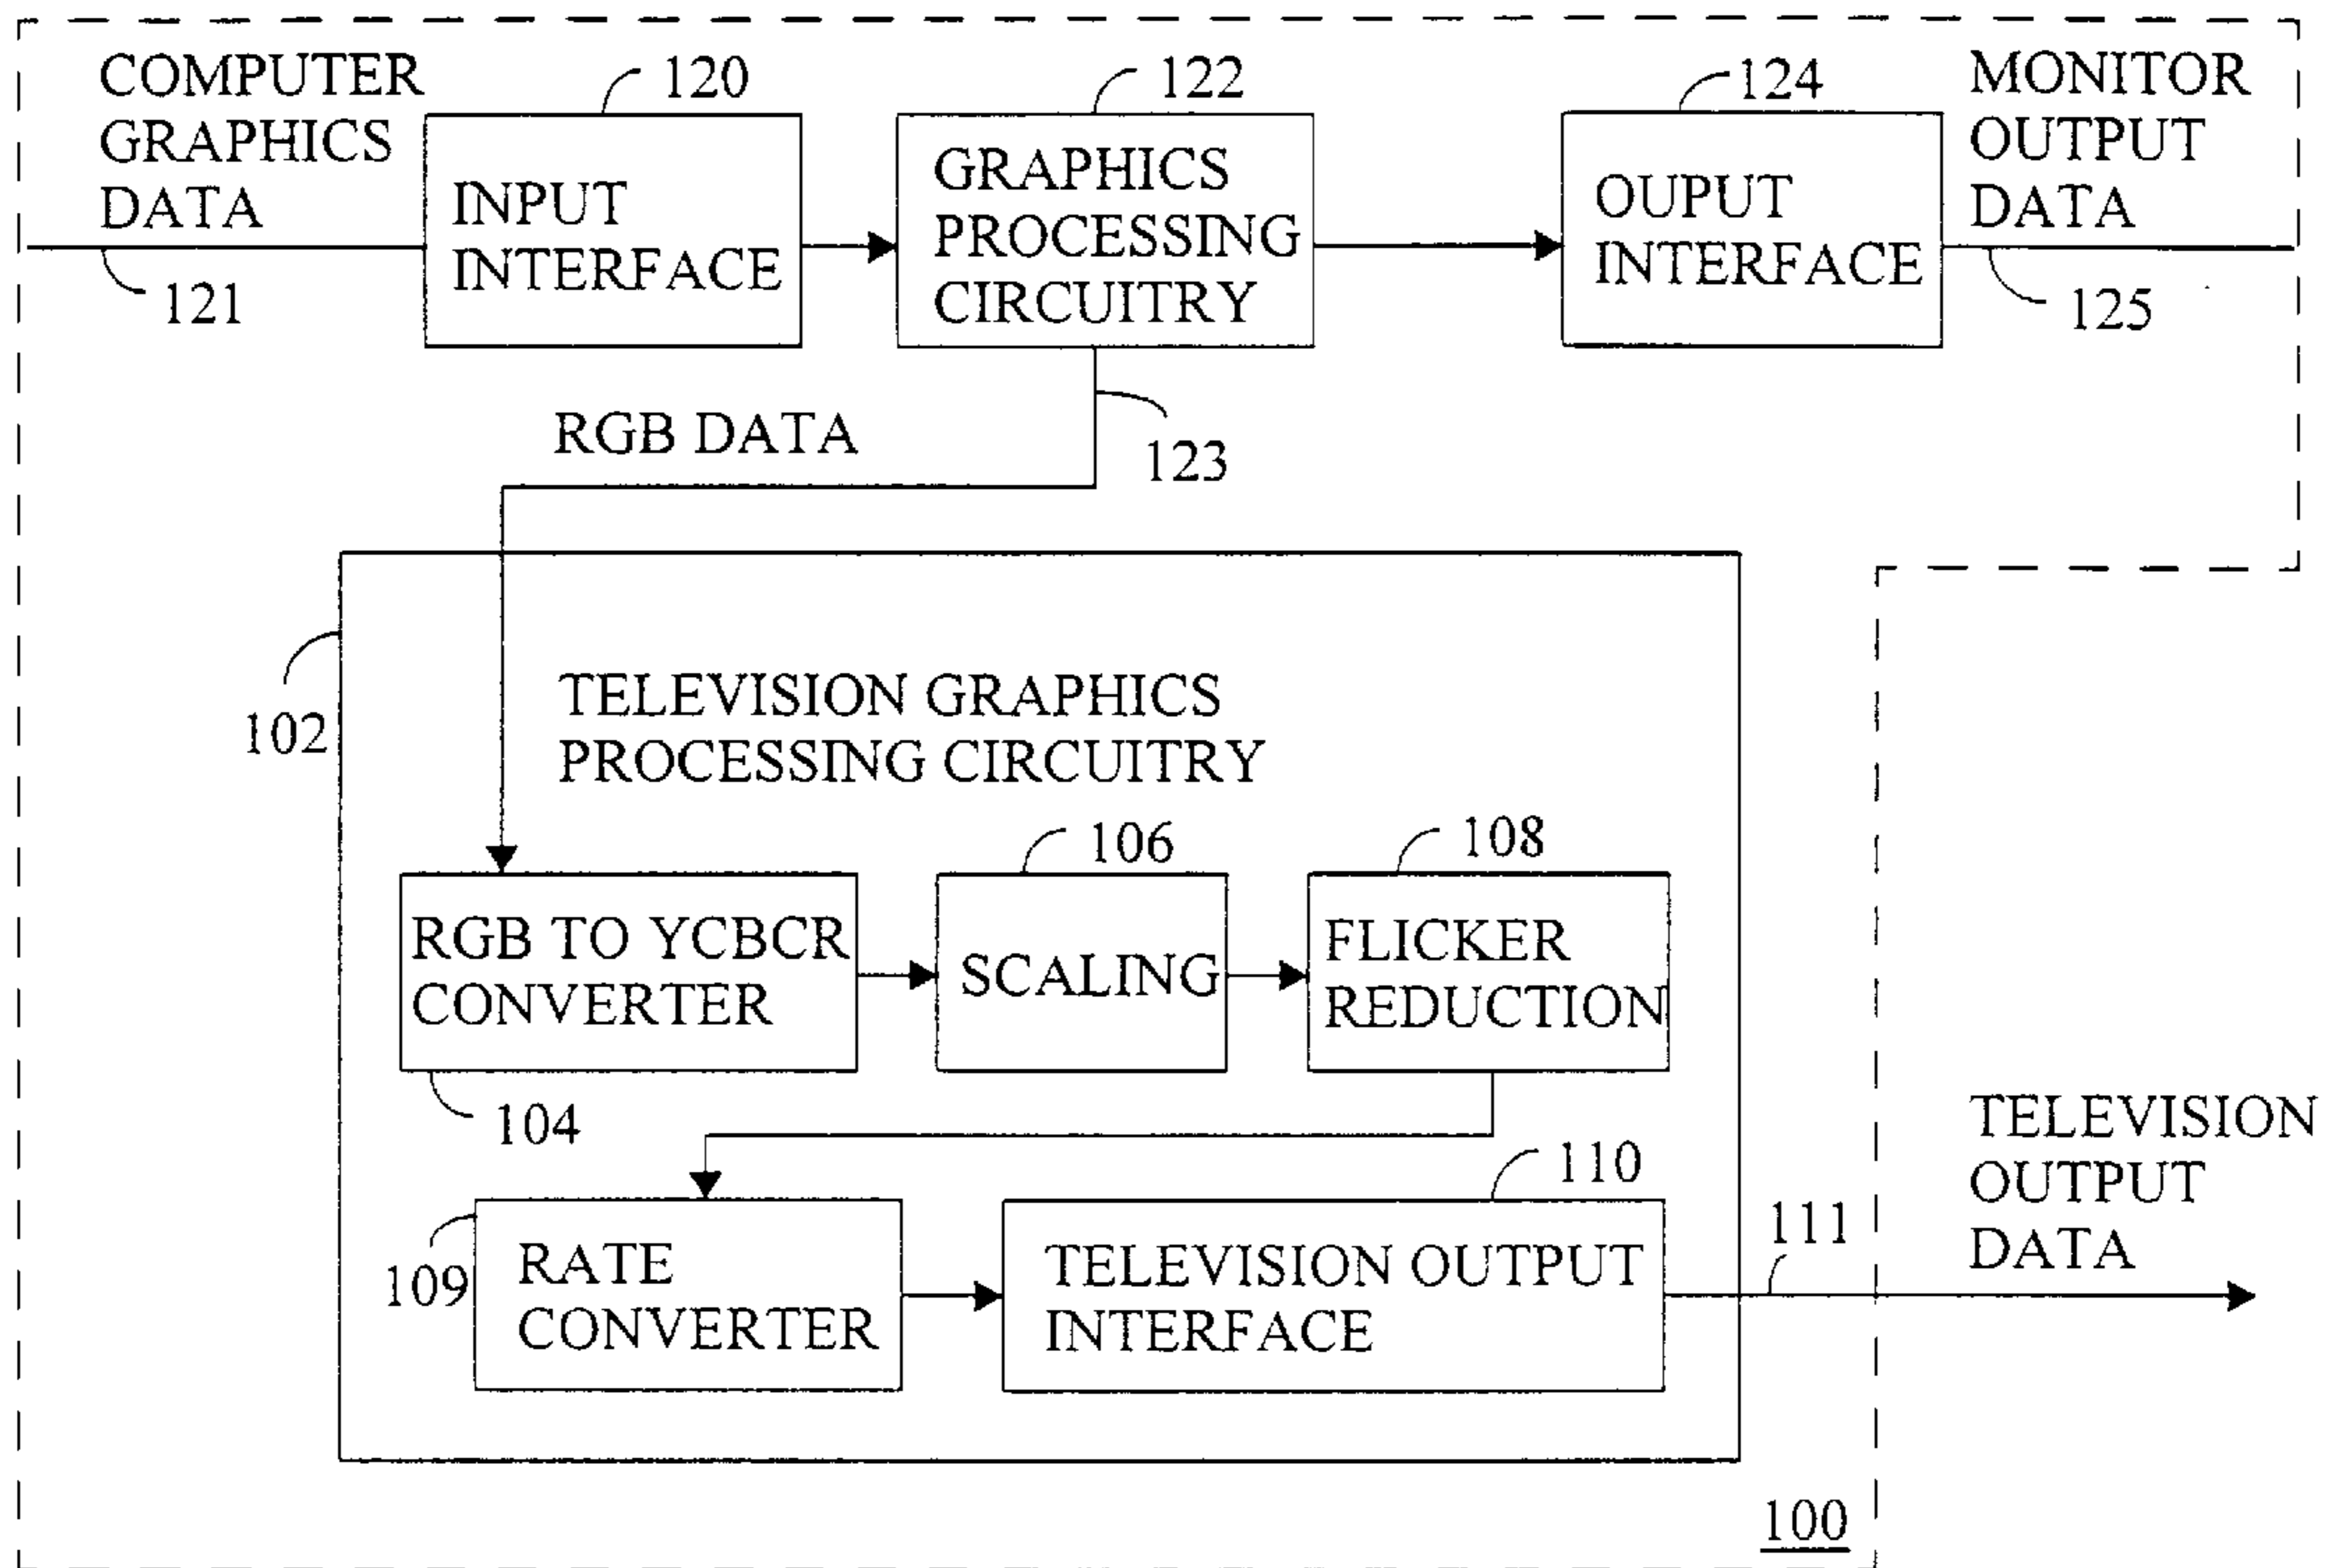 COMPUTER
GRAPHICS
DATA
120
122
124
MONITOR
OUTPUT
DATA
INPUT
INTERFACE
GRAPHICS
PROCESSING
CIRCUITRY
OUPUT
INTERFACE
121
125
RGB DATA
123
102
TELEVISION GRAPHICS
PROCESSING CIRCUITRY
106
108
RGB TO YCBCR
CONVERTER
SCALING
FLICKER
REDUCTION
104
110
109
RATE
CONVERTER
TELEVISION OUTPUT
INTERFACE
111
TELEVISION
OUTPUT
DATA
100